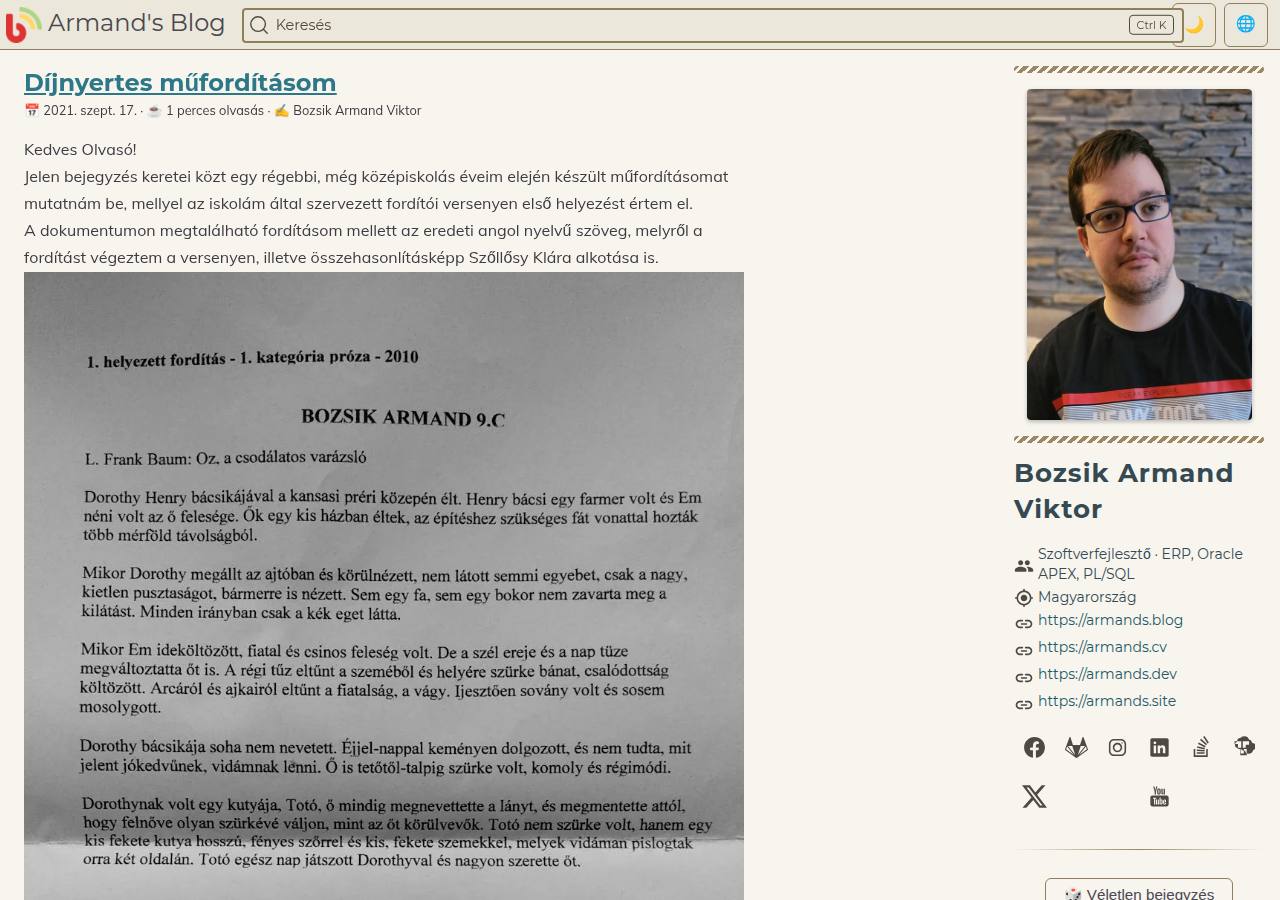 Armand's Blog
Keresés
Ctrl K
Díjnyertes műfordításom
2021. szept. 17. · 1 perces olvasás · Bozsik Armand Viktor
Kedves Olvasó!
Jelen bejegyzés keretei közt egy régebbi, még középiskolás éveim elején készült műfordításomat
mutatnám be, mellyel az iskolám által szervezett fordítói versenyen első helyezést értem el.
A dokumentumon megtalálható fordításom mellett az eredeti angol nyelvű szöveg, melyről a
fordítást végeztem a versenyen, illetve összehasonlításképp Szőllősy Klára alkotása is.
1. helyezett fordítás - 1. kategória próza - 2010
BOZSIK ARMAND 9.C
L. Frank Baum: Oz, a csodálatos varázsló
Dorothy Henry bácsikájával a kansasi préri közepén élt. Henry bácsi egy farmer volt és Em
néni volt az ő felesége. Ők egy kis házban éltek, az építéshez szükséges fát vonattal hozták
több mérföld távolságból.
Mikor Dorothy megállt az ajtóban és körülnézett, nem látott semmi egyebet, csak a nagy,
kietlen pusztaságot, bármerre is nézett. Sem egy fa, sem egy bokor nem zavarta meg a
kilátást. Minden irányban csak a kék eget látta.
Mikor Em ideköltözött, fiatal és csinos feleség volt. De a szél ereje és a nap tüze
megváltoztatta őt is. A régi tűz eltűnt a szeméből és helyére szürke bánat, csalódottság
költözött. Arcáról és ajkairól eltűnt a fiatalság, a vágy. Ijesztően sovány volt és sosem
mosolygott.
Dorothy bácsikája soha nem nevetett. Éjjel-nappal keményen dolgozott, és nem tudta, mit
jelent jókedvűnek, vidámnak lenni. Ő is tetőtől-talpig szürke volt, komoly és régimódi.
Dorothynak volt egy kutyája, Totó, ő mindig megnevettette a lányt, és megmentette attól,
hogy felnőve olyan szürkévé váljon, mint az őt körülvevők. Totó nem szürke volt, hanem egy
kis fekete kutya hosszú, fényes szőrrel és kis, fekete szemekkel, melyek vidáman pislogtak
orra két oldalán. Totó egész nap játszott Dorothyval és nagyon szerette őt.
HEAVY TOOLS
Bozsik Armand
Viktor
Szoftverfejlesztő · ERP, Oracle
APEX, PL/SQL
Magyarország
https://armands.blog
https://armands.cv
https://armands.dev
https://armands.site
You
Tube
Véletlen bejegyzés